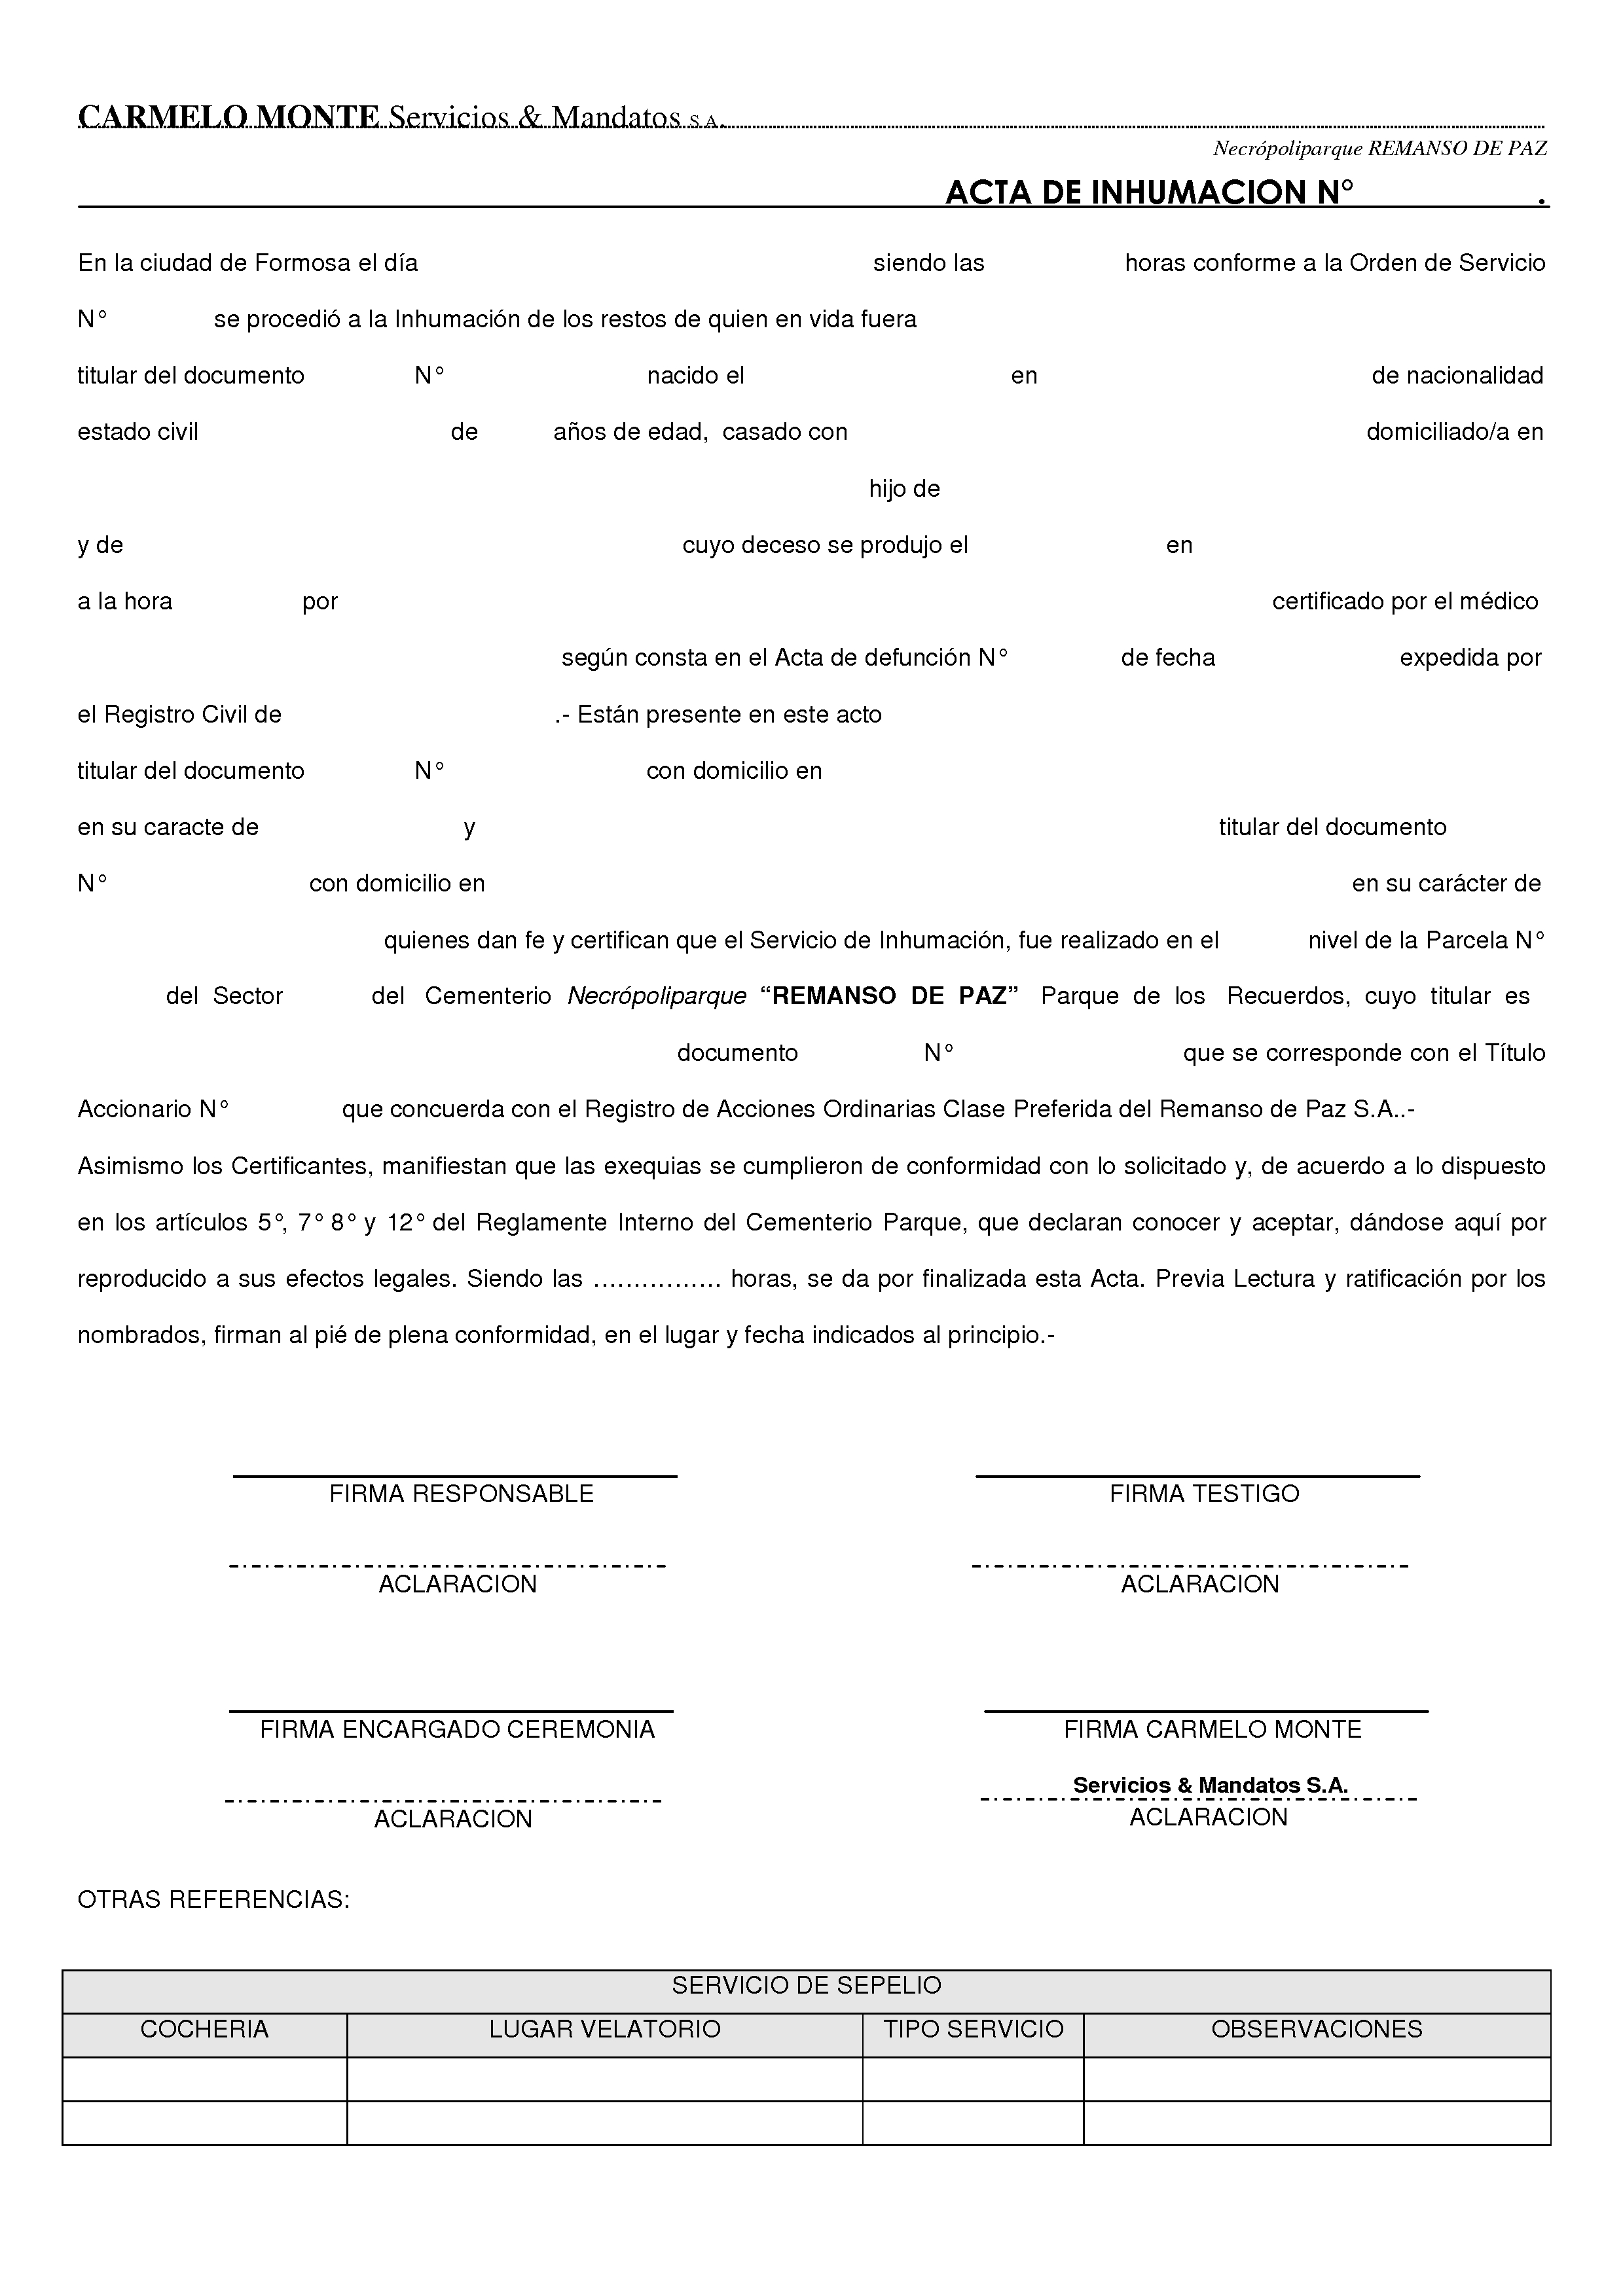 CARMELO MONTE Servicios & Mandatos S.A.
Necrópoliparque REMANSO DE PAZ
ACTA DE INHUMACION N° .
En la ciudad de Formosa el día siendo las horas conforme a la Orden de Servicio
N° se procedió a la Inhumación de los restos de quien en vida fuera
titular del documento N° nacido el en de nacionalidad
estado civil de años de edad, casado con domiciliado/a en
hijo de
y de cuyo deceso se produjo el en
a la hora por certificado por el médico
según consta en el Acta de defunción N° de fecha expedida por
el Registro Civil de .- Están presente en este acto
titular del documento N° con domicilio en
en su caracte de y titular del documento
N° con domicilio en en su carácter de
quienes dan fe y certifican que el Servicio de Inhumación, fue realizado en el nivel de la Parcela N°
del Sector del Cementerio Necrópoliparque “REMANSO DE PAZ” Parque de los Recuerdos, cuyo titular es
documento N° que se corresponde con el Título
Accionario N° que concuerda con el Registro de Acciones Ordinarias Clase Preferida del Remanso de Paz S.A..-
Asimismo los Certificantes, manifiestan que las exequias se cumplieron de conformidad con lo solicitado y, de acuerdo a lo dispuesto
en los artículos 5°, 7° 8° y 12° del Reglamente Interno del Cementerio Parque, que declaran conocer y aceptar, dándose aquí por
reproducido a sus efectos legales. Siendo las ................ horas, se da por finalizada esta Acta. Previa Lectura y ratificación por los
nombrados, firman al pié de plena conformidad, en el lugar y fecha indicados al principio.-
FIRMA RESPONSABLE FIRMA TESTIGO
ACLARACION ACLARACION
FIRMA ENCARGADO CEREMONIA FIRMA CARMELO MONTE
Servicios & Mandatos S.A.
ACLARACION ACLARACION
OTRAS REFERENCIAS:
SERVICIO DE SEPELIO
COCHERIA LUGAR VELATORIO TIPO SERVICIO OBSERVACIONES